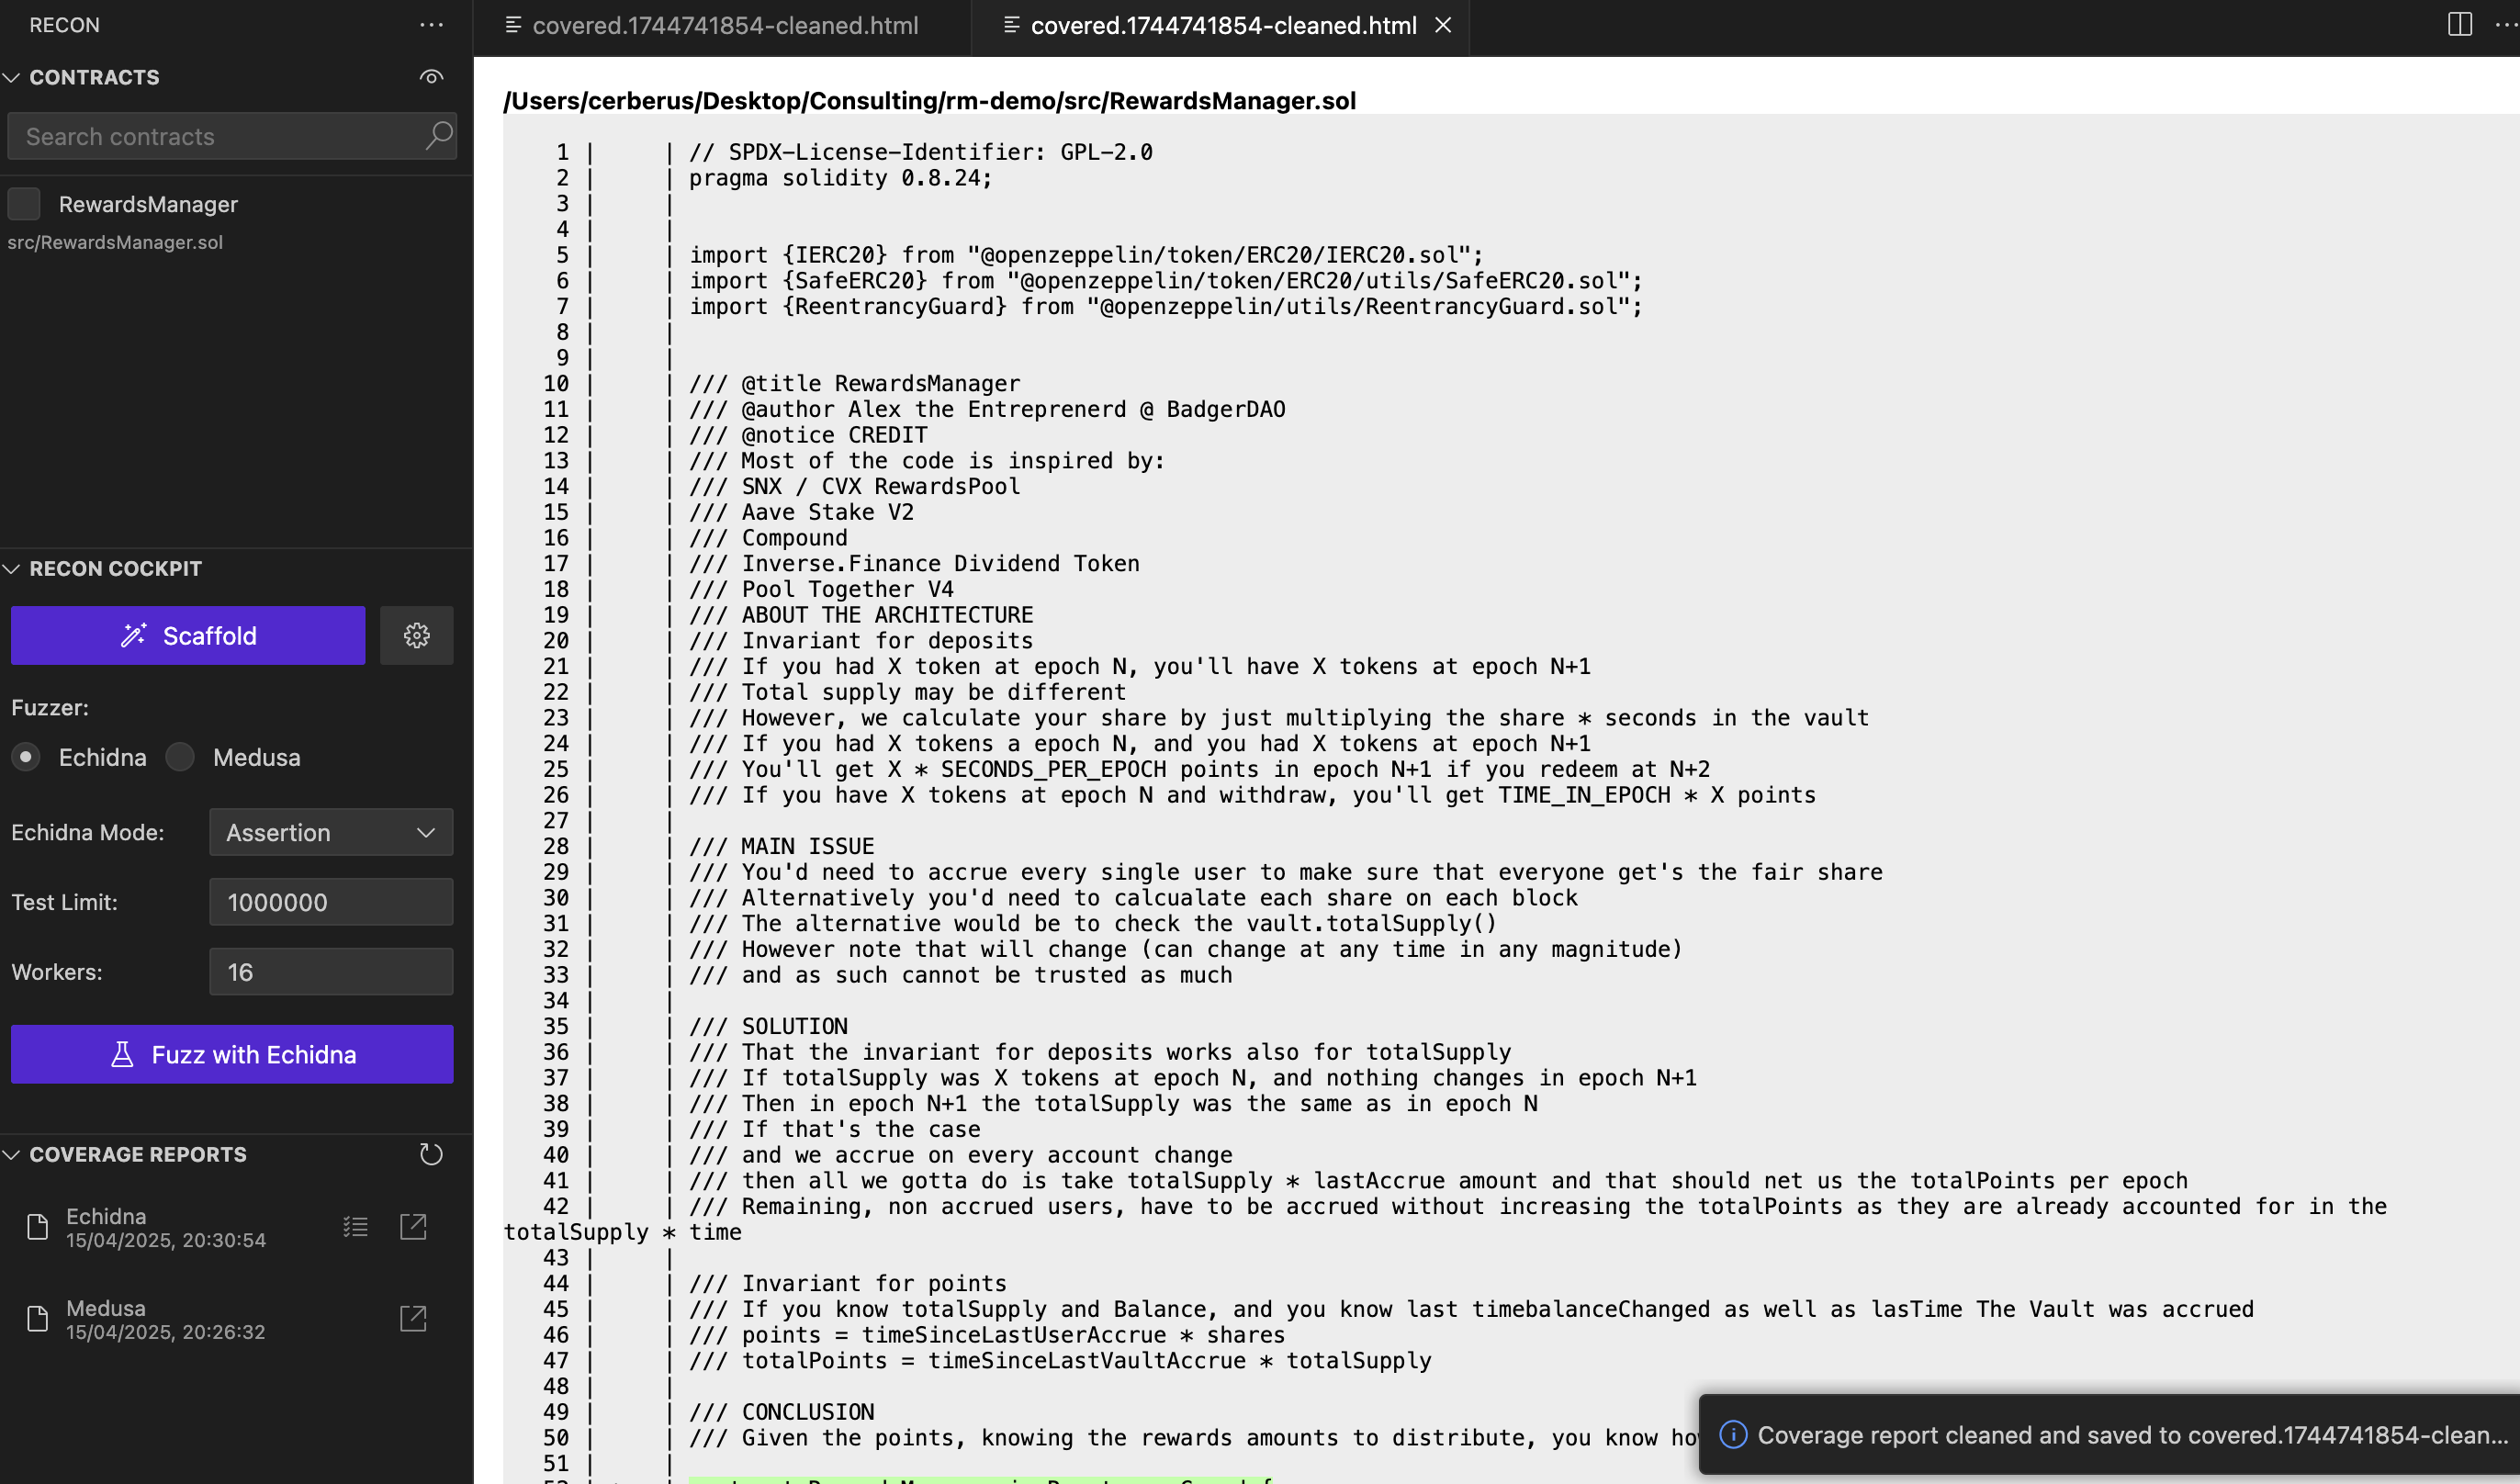 RECON
CONTRACTS
Search contracts
RewardsManager
src/RewardsManager.sol
RECON COCKPIT
Scaffold
Fuzzer:
Echidna Medusa
Echidna Mode: Assertion
Test Limit: 1000000
Workers: 16
Fuzz with Echidna
COVERAGE REPORTS
Echidna
15/04/2025, 20:30:54
Medusa
15/04/2025, 20:26:32
covered.1744741854-cleaned.html covered.1744741854-cleaned.html
/Users/cerberus/Desktop/Consulting/rm-demo/src/RewardsManager.sol
1 | | // SPDX-License-Identifier: GPL-2.0
2 | | pragma solidity 0.8.24;
3 | |
4 | |
5 | | import {IERC20} from "@openzeppelin/token/ERC20/IERC20.sol";
6 | | import {SafeERC20} from "@openzeppelin/token/ERC20/utils/SafeERC20.sol";
7 | | import {ReentrancyGuard} from "@openzeppelin/utils/ReentrancyGuard.sol";
8 | |
9 | |
10 | | /// @title RewardsManager
11 | | /// @author Alex the Entreprenerd @ BadgerDAO
12 | | /// @notice CREDIT
13 | | /// Most of the code is inspired by:
14 | | /// SNX / CVX RewardsPool
15 | | /// Aave Stake V2
16 | | /// Compound
17 | | /// Inverse.Finance Dividend Token
18 | | /// Pool Together V4
19 | | /// ABOUT THE ARCHITECTURE
20 | | /// Invariant for deposits
21 | | /// If you had X token at epoch N, you'll have X tokens at epoch N+1
22 | | /// Total supply may be different
23 | | /// However, we calculate your share by just multiplying the share * seconds in the vault
24 | | /// If you had X tokens a epoch N, and you had X tokens at epoch N+1
25 | | /// You'll get X * SECONDS_PER_EPOCH points in epoch N+1 if you redeem at N+2
26 | | /// If you have X tokens at epoch N and withdraw, you'll get TIME_IN_EPOCH * X points
27 | |
28 | | /// MAIN ISSUE
29 | | /// You'd need to accrue every single user to make sure that everyone get's the fair share
30 | | /// Alternatively you'd need to calcualate each share on each block
31 | | /// The alternative would be to check the vault.totalSupply()
32 | | /// However note that will change (can change at any time in any magnitude)
33 | | /// and as such cannot be trusted as much
34 | |
35 | | /// SOLUTION
36 | | /// That the invariant for deposits works also for totalSupply
37 | | /// If totalSupply was X tokens at epoch N, and nothing changes in epoch N+1
38 | | /// Then in epoch N+1 the totalSupply was the same as in epoch N
39 | | /// If that's the case
40 | | /// and we accrue on every account change
41 | | /// then all we gotta do is take totalSupply * lastAccrue amount and that should net us the totalPoints per epoch
42 | | /// Remaining, non accrued users, have to be accrued without increasing the totalPoints as they are already accounted for in the
totalSupply * time
43 | |
44 | | /// Invariant for points
45 | | /// If you know totalSupply and Balance, and you know last timebalanceChanged as well as lasTime The Vault was accrued
46 | | /// points = timeSinceLastUserAccrue * shares
47 | | /// totalPoints = timeSinceLastVaultAccrue * totalSupply
48 | |
49 | | /// CONCLUSION
50 | | /// Given the points, knowing the rewards amounts to distribute, you know
51 | |
Coverage report cleaned and saved to covered.1744741854-clean...